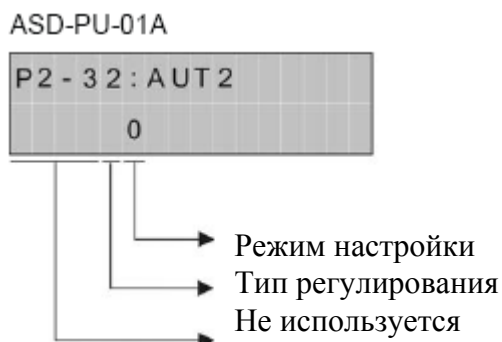 ASD-PU-01A
P2-32:AUT2
0
Режим настройки
Тип регулирования
Не используется